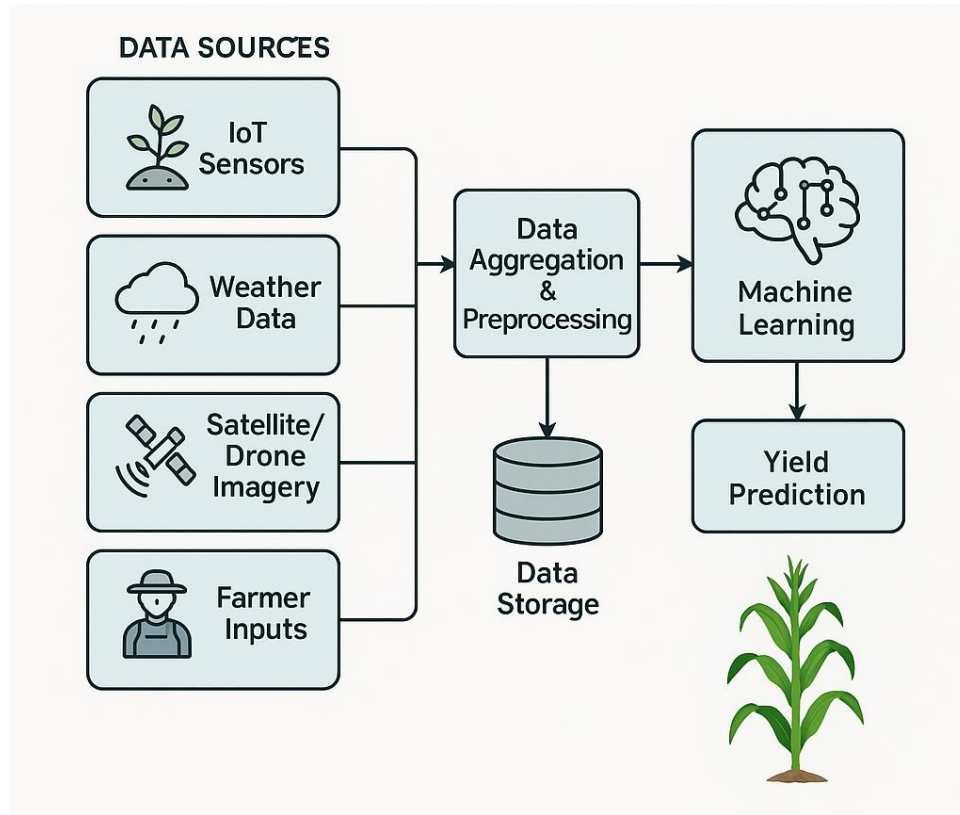 DATA SOURCES
IoT
Sensors
Weather
Data
Satellite/
Drone
Imagery
Farmer
Inputs
Data
Aggregation
&
Preprocessing
Data
Storage
Machine
Learning
Yield
Prediction